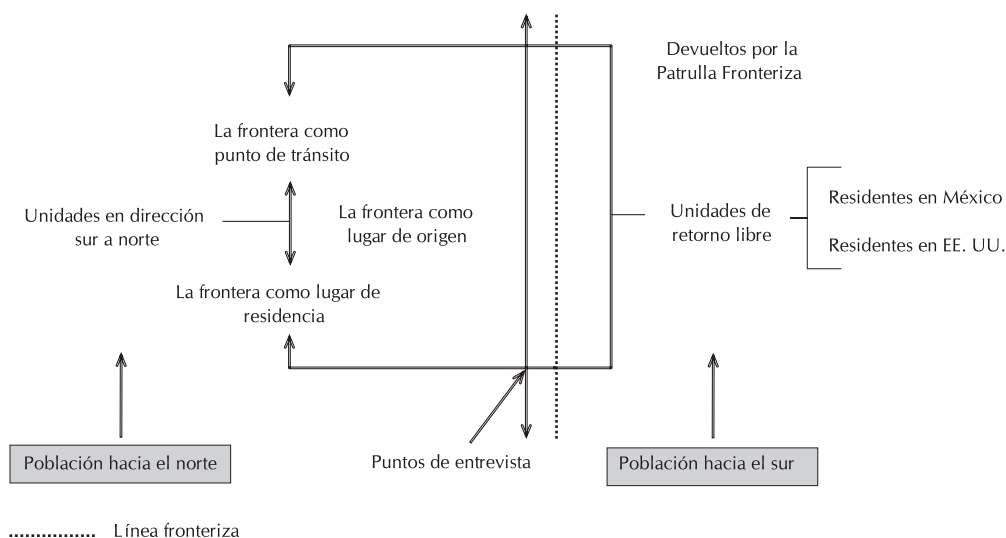 Devueltos por la
Patrulla Fronteriza
La frontera como
punto de tránsito
Unidades en dirección
sur a norte
La frontera como
lugar de origen
Unidades de
retorno libre
Residentes en México
Residentes en EE. UU.
La frontera como lugar de
residencia
Población hacia el norte
Puntos de entrevista
Población hacia el sur
Línea fronteriza